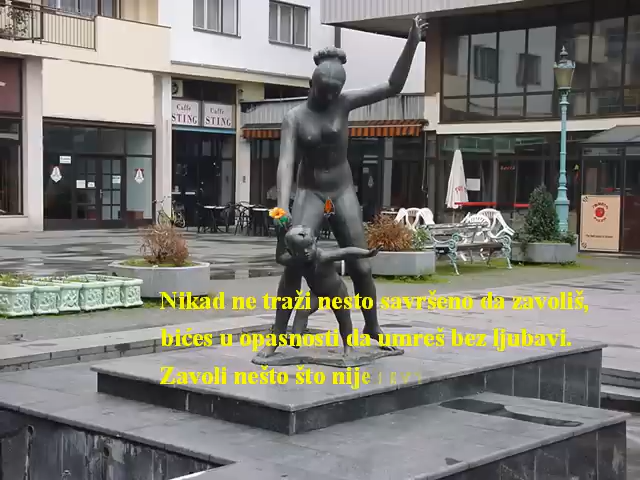 Caffe STING
Caffe STING
Nikad ne traži nesto savršeno da zavoliš,
bićes u opasnosti da umreš bez ljubavi.
Zavoli nešto što nije